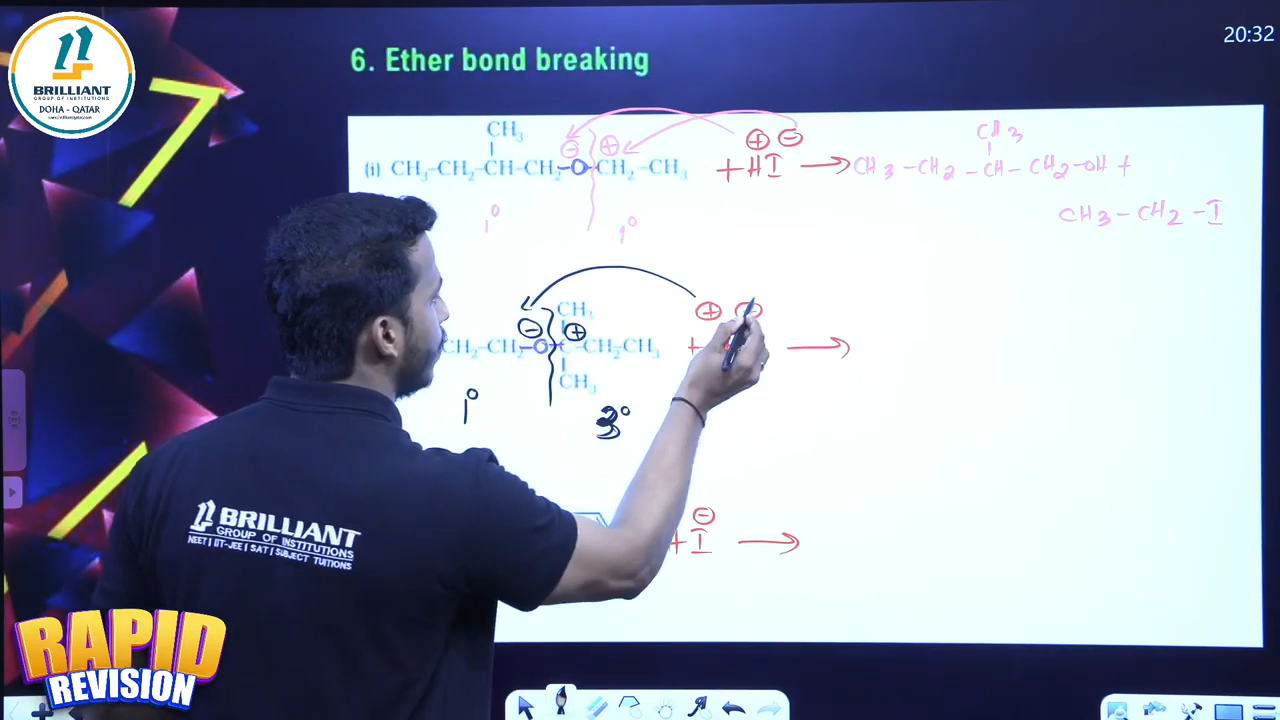 20:32
BRILLIANT
GROUP OF INSTITUTIONS
DOHA - QATAR
6. Ether bond breaking
CH₃
⊖ ⊕
⊕ ⊖
CH₃
(i) CH₃–CH₂–CH–CH₂–O–CH₂–CH₃ + HI → CH₃–CH₂–CH–CH₂–OH +
1° 1°
CH₃–CH₂–I
CH₃
⊖ ⊕
⊕ ⊖
CH₂–CH₂–O–C–CH₂CH₃ + →
CH₃
1° 3°
⊖
+ I →
BRILLIANT
GROUP OF INSTITUTIONS
NEET | IIT-JEE | SAT | SUBJECT TUITIONS
RAPID
REVISION